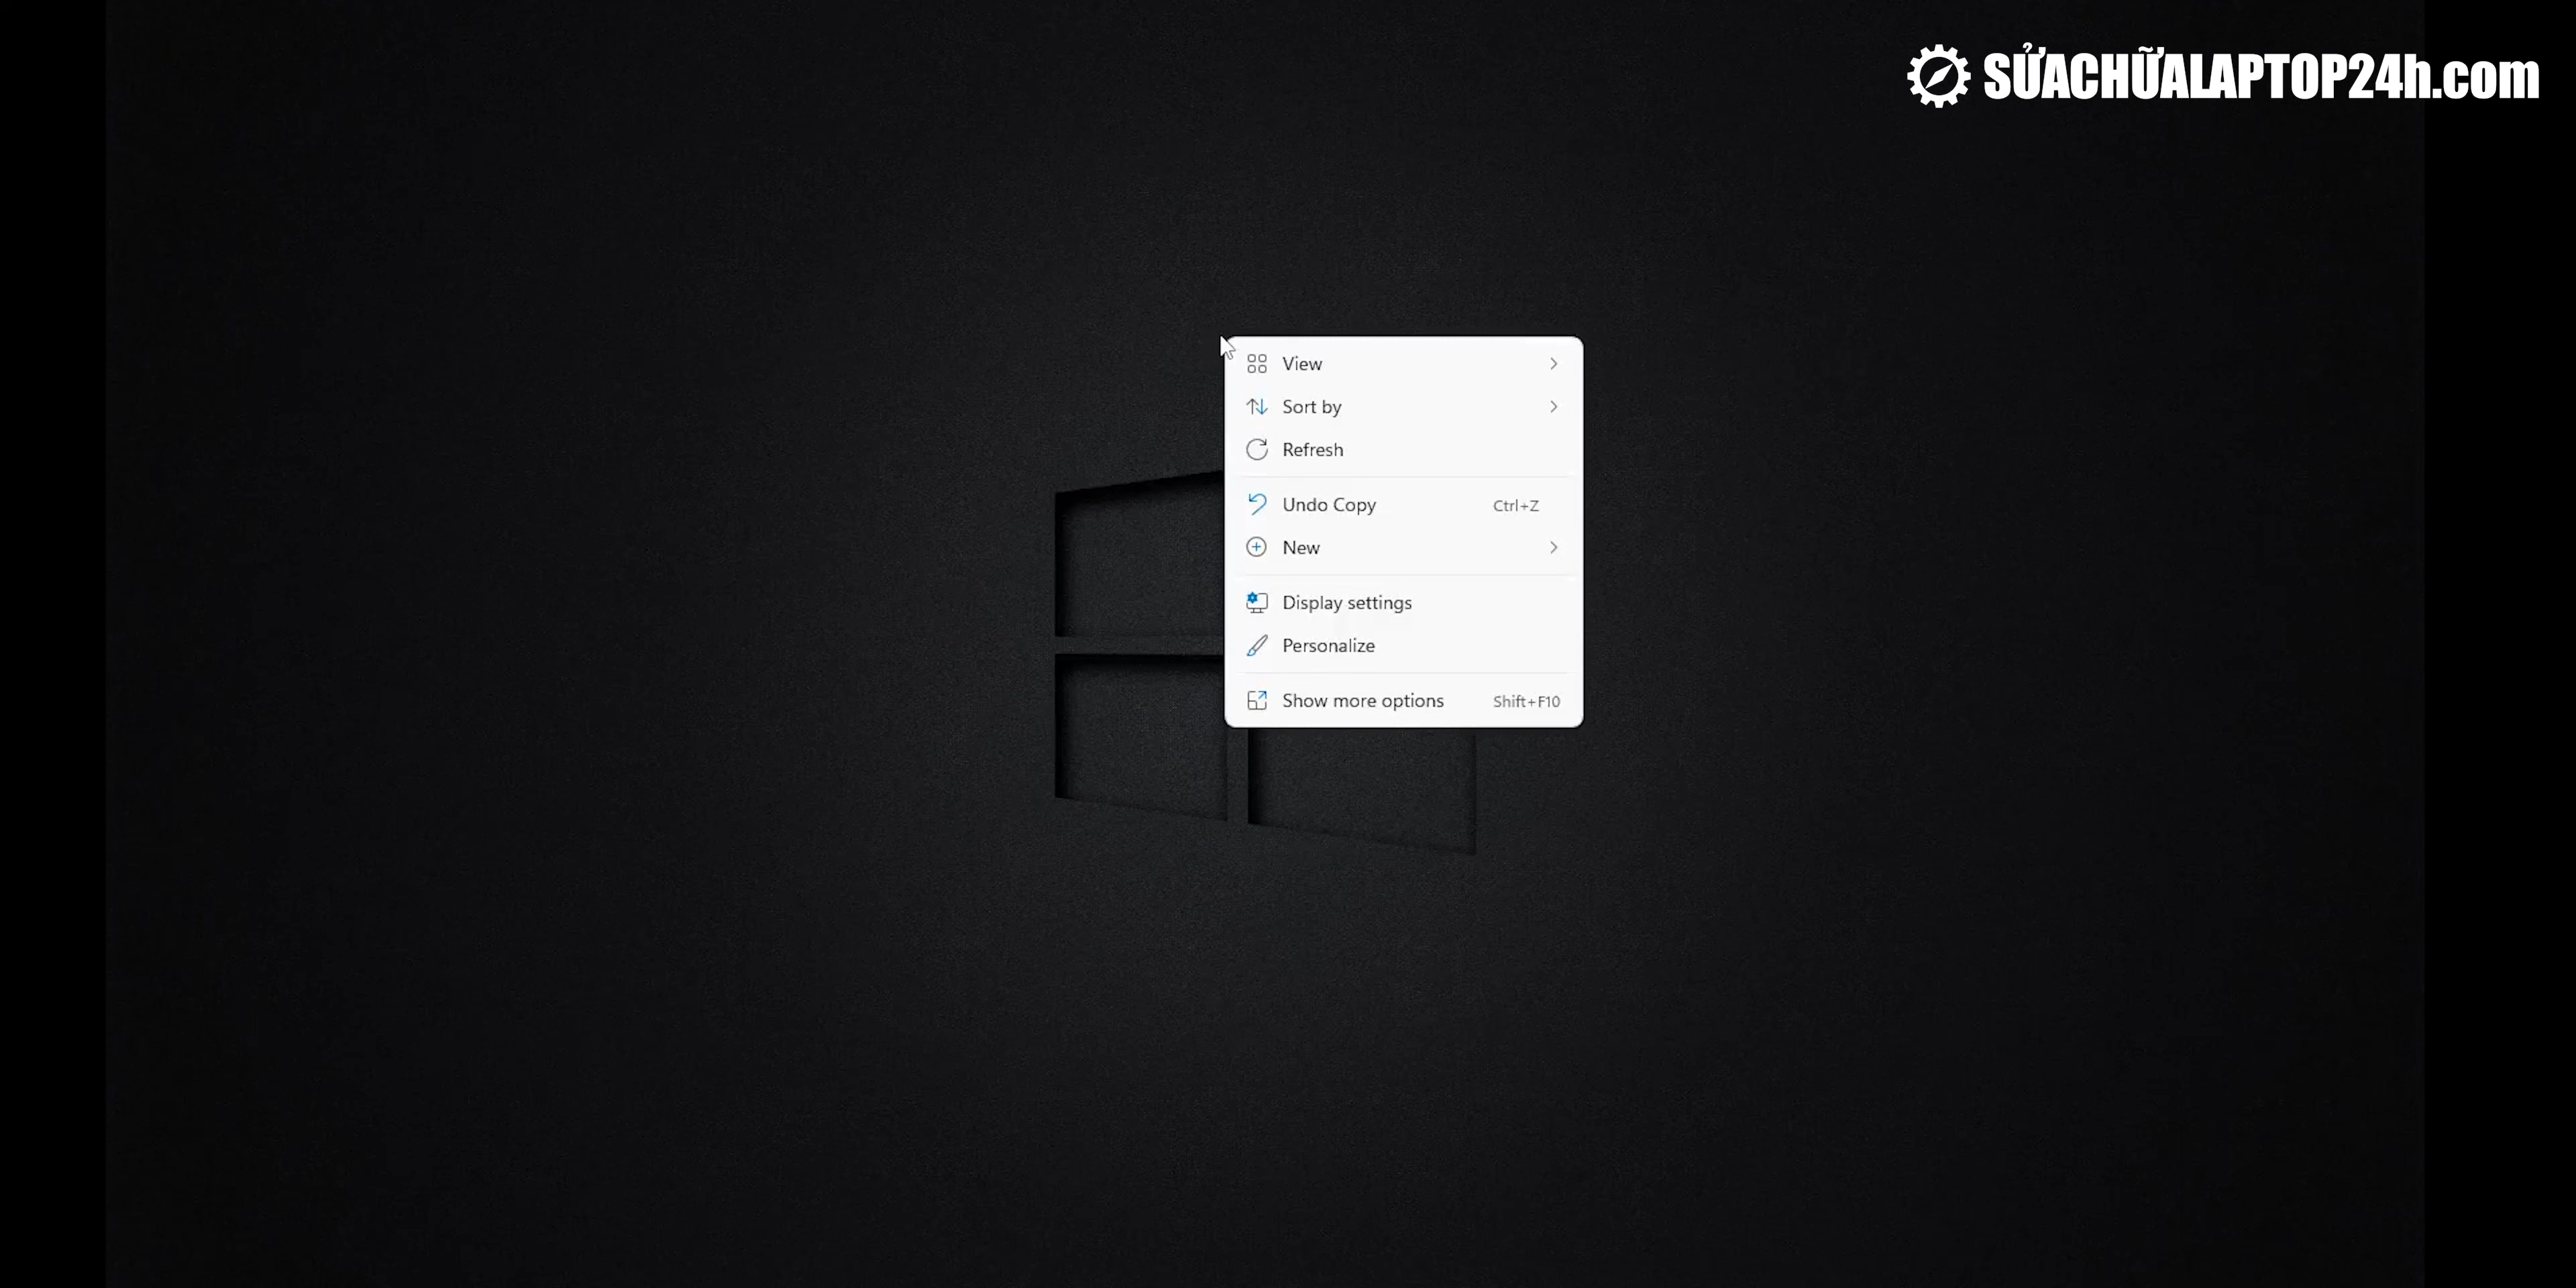 SỬACHỮALAPTOP24h.com
View
Sort by
Refresh
Undo Copy Ctrl+Z
New
Display settings
Personalize
Show more options Shift+F10